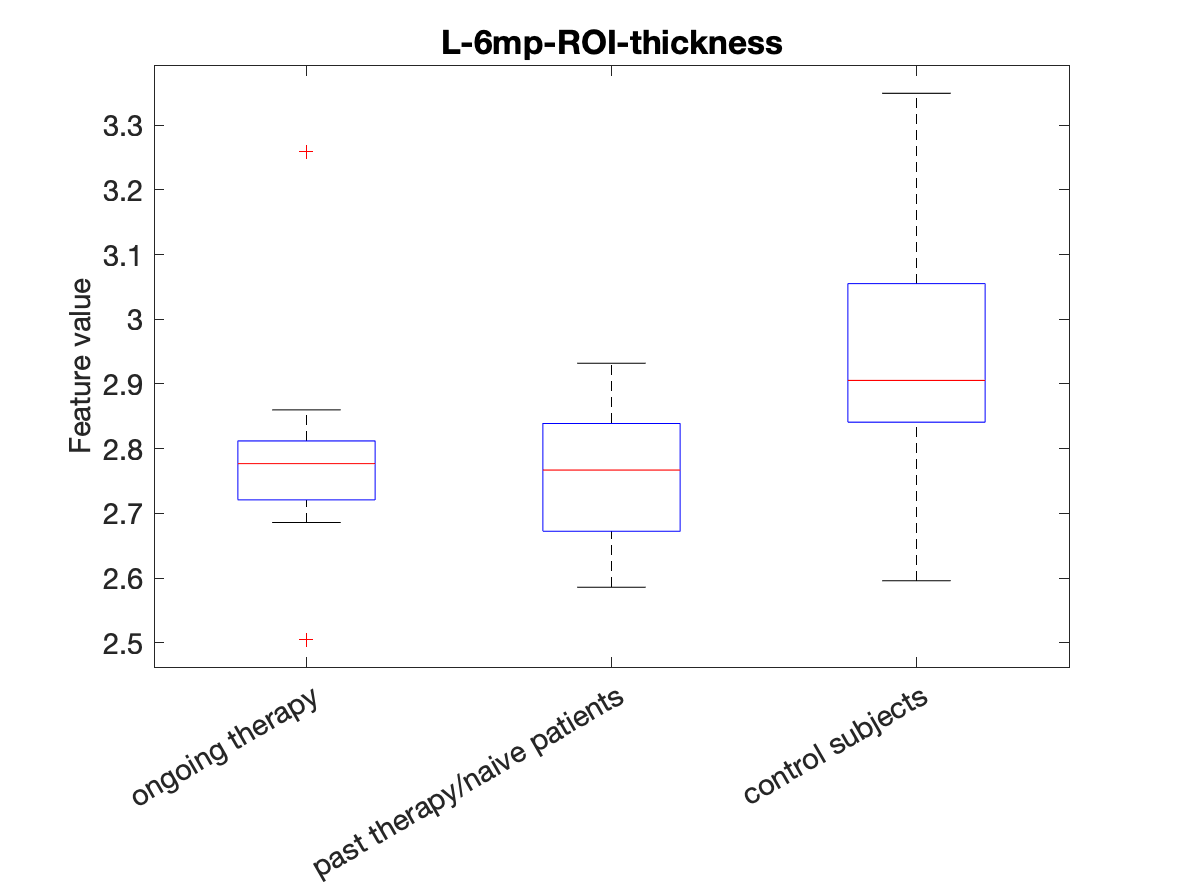 L-6mp-ROI-thickness
Feature value
3.3
3.2
3.1
3
2.9
2.8
2.7
2.6
2.5
ongoing therapy
past therapy/naive patients
control subjects